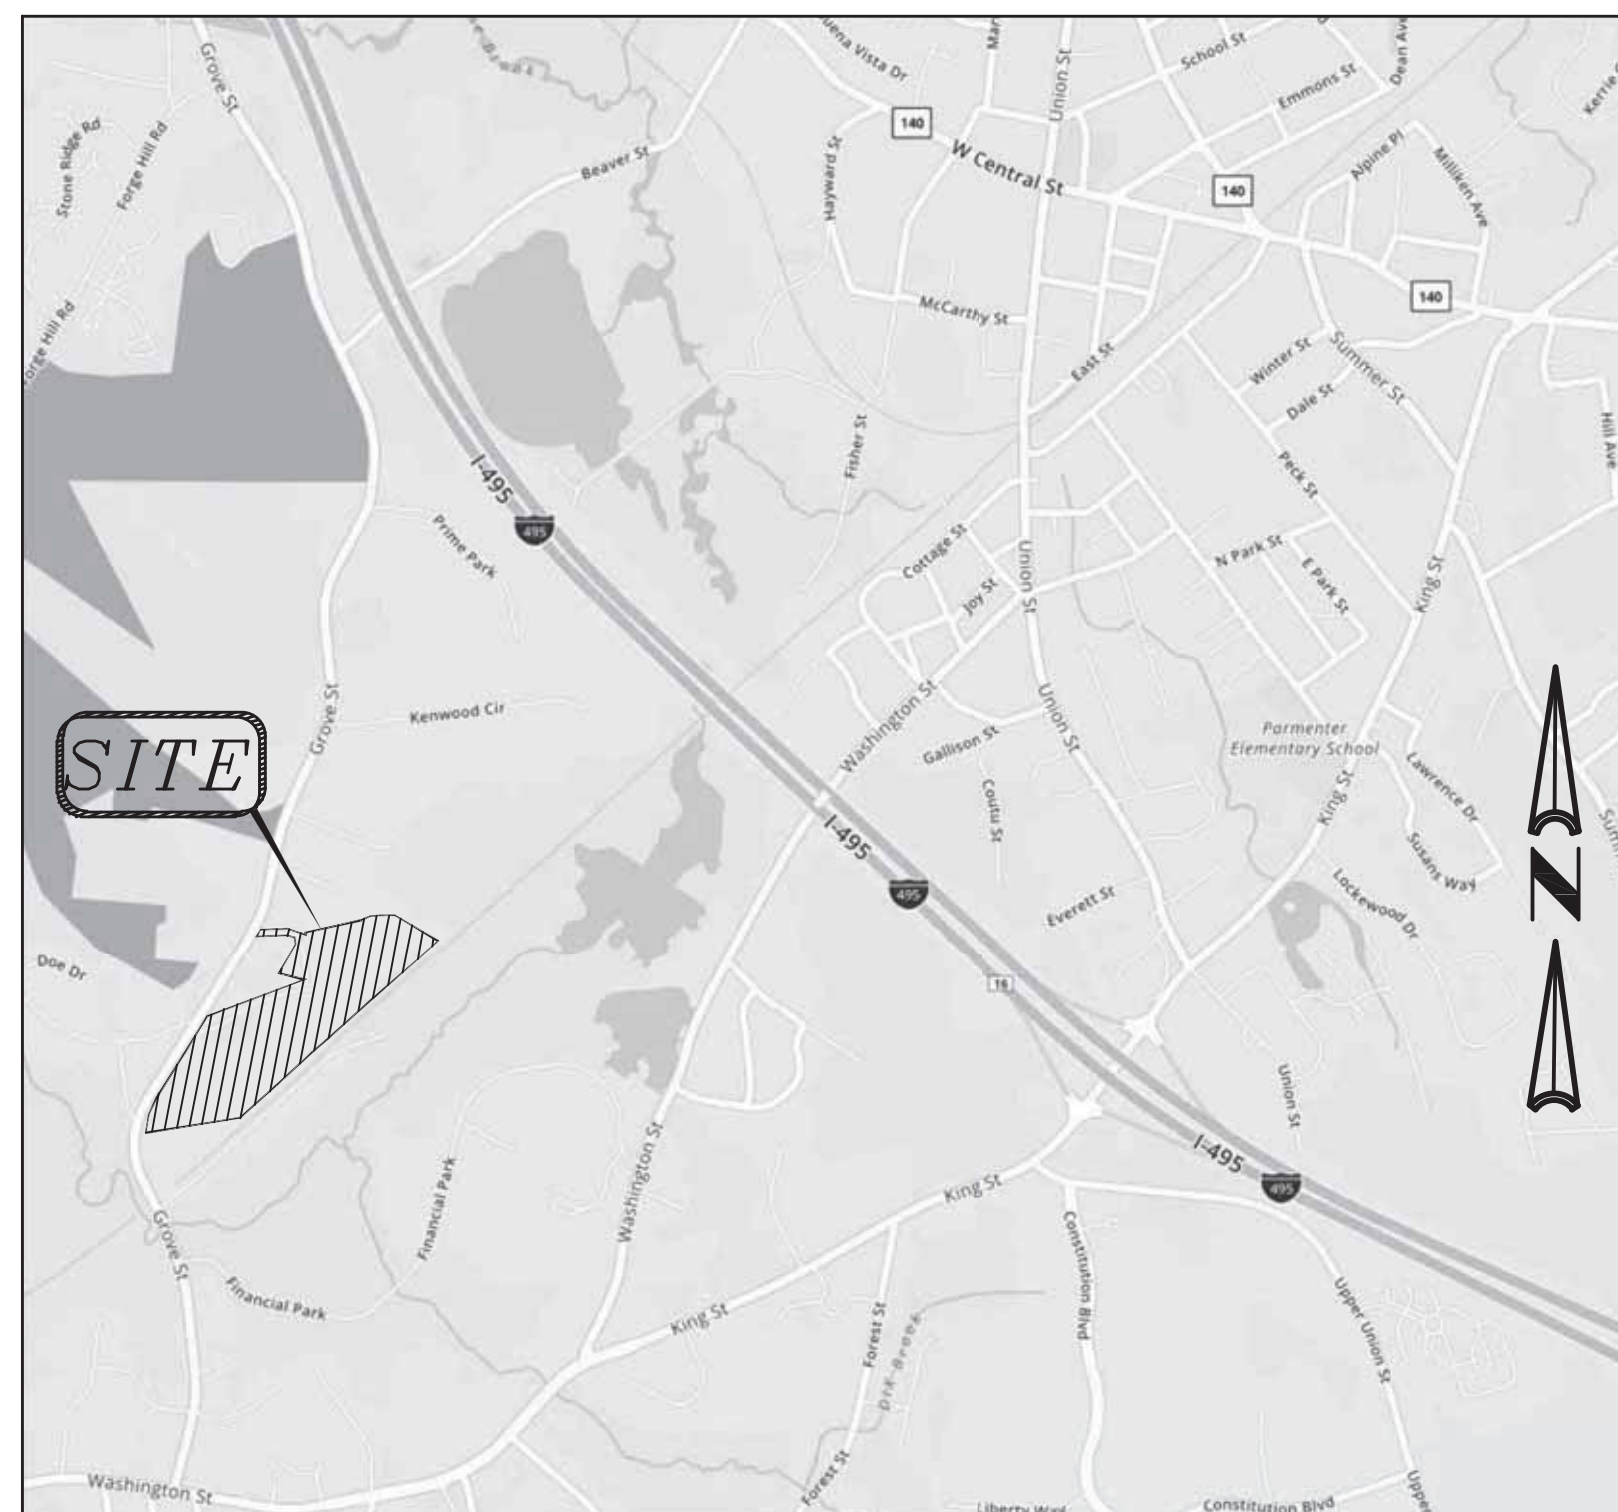 Grove St
Buena Vista Dr
Union St
School St
Emmons St
Stone Ridge Rd
Forge Hill Rd
Beaver St
Hayward St
140
W Central St
140
Alpine Pl
Milliken Ave
140
Forge Hill Rd
McCarthy St
East St
Winter St
Summer St
Dale St
Hill Ave
Fisher St
Peck St
I-495
495
Prime Park
Cottage St
Joy St
Union St
N Park St
E Park St
King St
Grove St
Kenwood Cir
SITE
Washington St
Gallison St
Union St
Parmenter
Elementary School
Lawrence Dr
King St
Coutu St
I-495
495
Susans Way
Lockewood Dr
N
Everett St
Doe Dr
16
Union St
I-495
495
Washington St
Financial Park
King St
Constitution Blvd
Grove St
Financial Park
King St
Forest St
Upper Union St
Forest St
Washington St
Liberty Way
Constitution Blvd
Upper